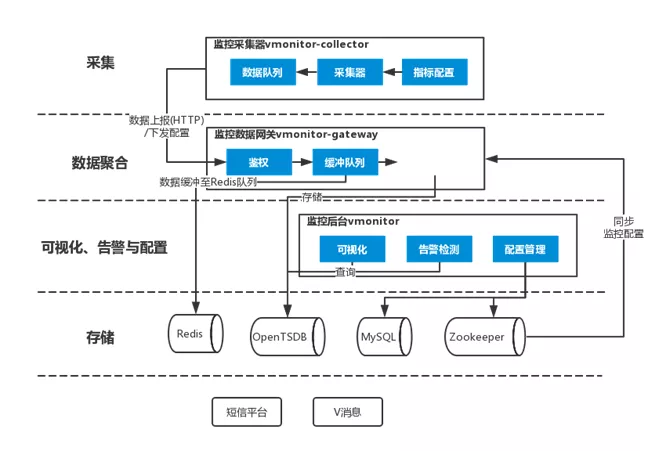 监控采集器vmonitor-collector
采集
数据队列
采集器
指标配置
数据上报(HTTP)
/下发配置
监控数据网关vmonitor-gateway
数据聚合
鉴权
缓冲队列
数据缓冲至Redis队列
存储
同步
监控配置
监控后台vmonitor
可视化、告警与配置
可视化
告警检测
配置管理
查询
存储
Redis
OpenTSDB
MySQL
Zookeeper
短信平台
V消息